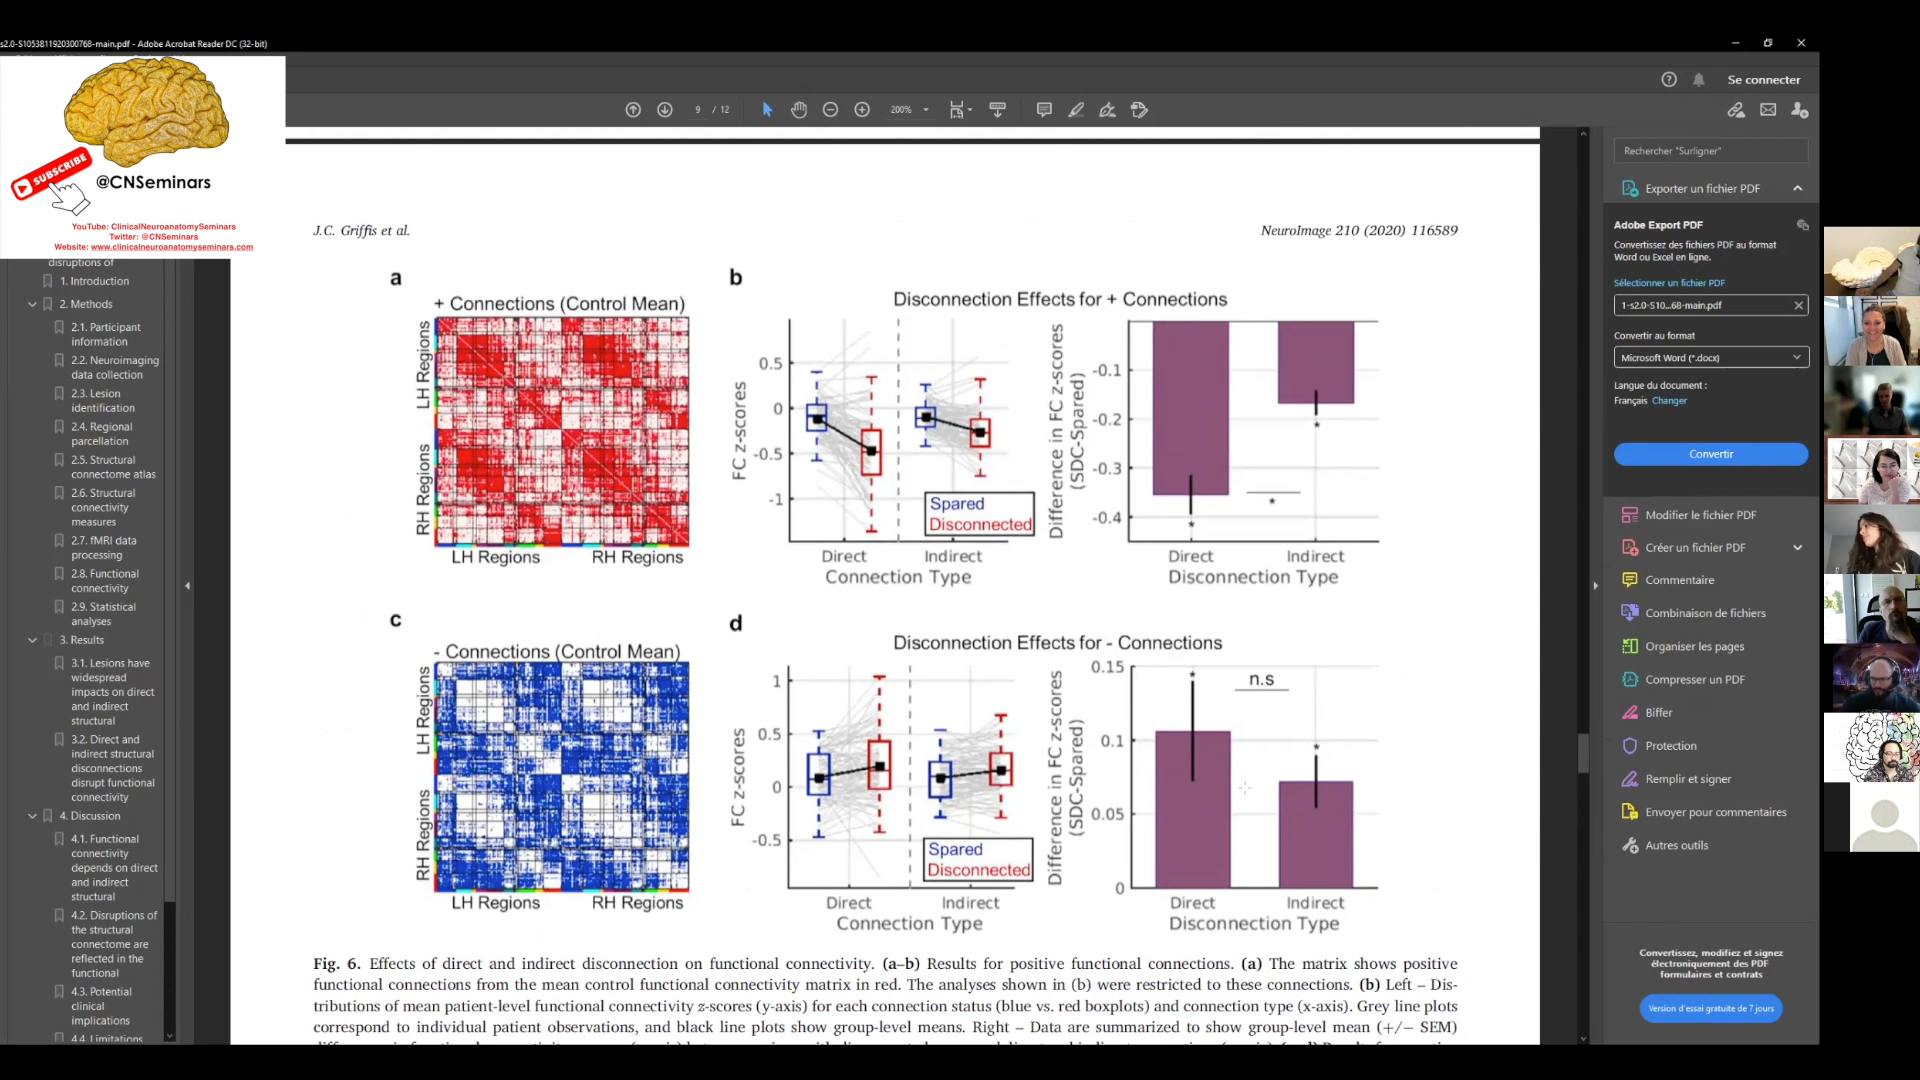 s2.0-S1053811920300768-main.pdf - Adobe Acrobat Reader DC (32-bit)
Se connecter
9 / 12
200%
SUBSCRIBE
@CNSeminars
YouTube: ClinicalNeuroanatomySeminars
Twitter: @CNSeminars
Website: www.clinicalneuroanatomyseminars.com
disruptions of
1. Introduction
2. Methods
2.1. Participant
information
2.2. Neuroimaging
data collection
2.3. Lesion
identification
2.4. Regional
parcellation
2.5. Structural
connectome atlas
2.6. Structural
connectivity
measures
2.7. fMRI data
processing
2.8. Functional
connectivity
2.9. Statistical
analyses
3. Results
3.1. Lesions have
widespread
impacts on direct
and indirect
structural
3.2. Direct and
indirect structural
disconnections
disrupt functional
connectivity
4. Discussion
4.1. Functional
connectivity
depends on direct
and indirect
structural
4.2. Disruptions of
the structural
connectome are
reflected in the
functional
4.3. Potential
clinical
implications
4.4. Limitations
J.C. Griffis et al.
NeuroImage 210 (2020) 116589
a
+ Connections (Control Mean)
LH Regions
RH Regions
LH Regions
RH Regions
b
Disconnection Effects for + Connections
FC z-scores
0.5
0
-0.5
-1
Spared
Disconnected
Direct
Indirect
Connection Type
Difference in FC z-scores
(SDC-Spared)
-0.1
-0.2
-0.3
-0.4
*
*
*
Direct
Indirect
Disconnection Type
c
- Connections (Control Mean)
LH Regions
RH Regions
LH Regions
RH Regions
d
Disconnection Effects for - Connections
FC z-scores
1
0.5
0
-0.5
Spared
Disconnected
Direct
Indirect
Connection Type
Difference in FC z-scores
(SDC-Spared)
0.15
0.1
0.05
0
*
n.s
*
Direct
Indirect
Disconnection Type
Fig. 6. Effects of direct and indirect disconnection on functional connectivity. (a–b) Results for positive functional connections. (a) The matrix shows positive
functional connections from the mean control functional connectivity matrix in red. The analyses shown in (b) were restricted to these connections. (b) Left – Dis-
tributions of mean patient-level functional connectivity z-scores (y-axis) for each connection status (blue vs. red boxplots) and connection type (x-axis). Grey line plots
correspond to individual patient observations, and black line plots show group-level means. Right – Data are summarized to show group-level mean (+/− SEM)
Rechercher "Surligner"
Exporter un fichier PDF
Adobe Export PDF
Convertissez des fichiers PDF au format
Word ou Excel en ligne.
Sélectionner un fichier PDF
1-s2.0-S10...68-main.pdf
Convertir au format
Microsoft Word (*.docx)
Langue du document :
Français Changer
Convertir
Modifier le fichier PDF
Créer un fichier PDF
Commentaire
Combinaison de fichiers
Organiser les pages
Compresser un PDF
Biffer
Protection
Remplir et signer
Envoyer pour commentaires
Autres outils
Convertissez, modifiez et signez
électroniquement des PDF
formulaires et contrats
Version d'essai gratuite de 7 jours